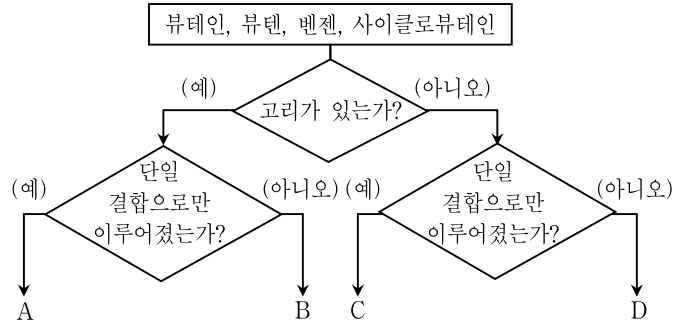 뷰테인, 뷰텐, 벤젠, 사이클로뷰테인
(예)
(아니오)
고리가 있는가?
(예)
단일
결합으로만
이루어졌는가?
(아니오)
(예)
단일
결합으로만
이루어졌는가?
(아니오)
A
B
C
D